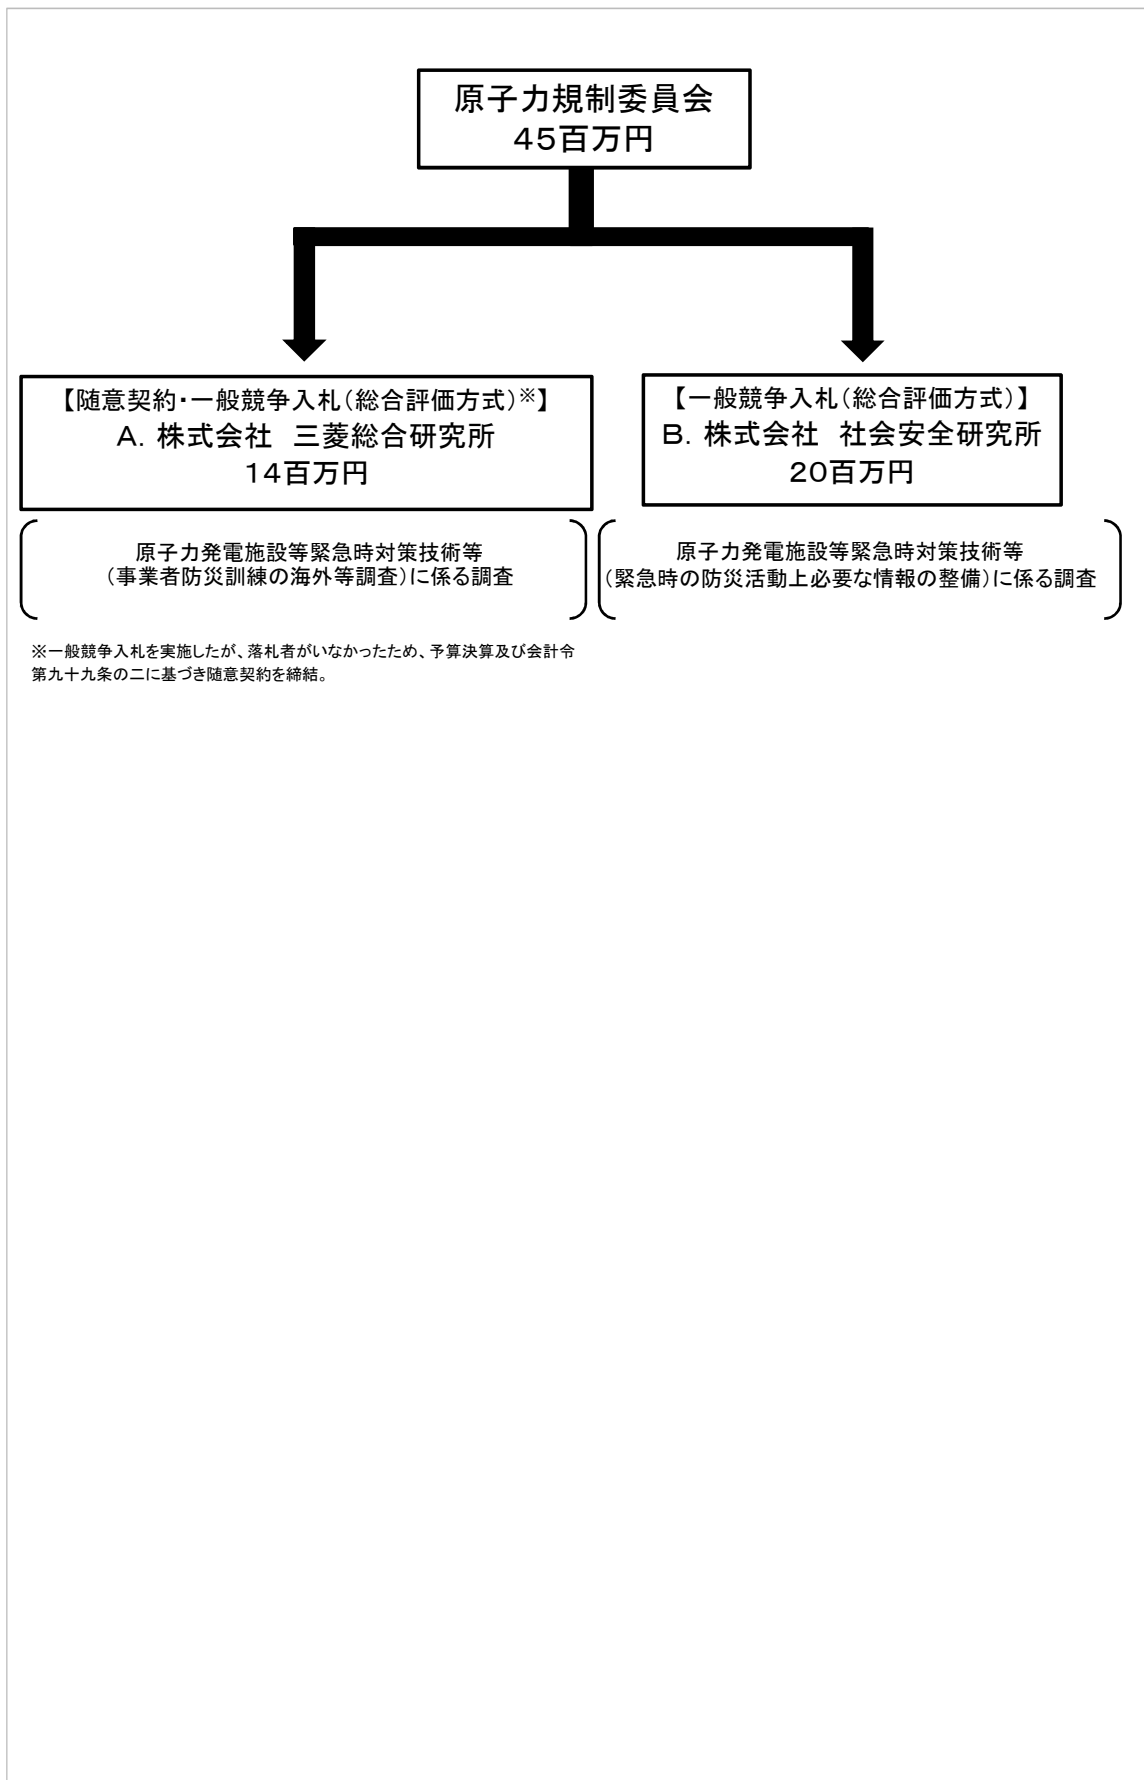 原子力規制委員会
45百万円
【随意契約・一般競争入札(総合評価方式)※】
A. 株式会社　三菱総合研究所
14百万円
【一般競争入札(総合評価方式)】
B. 株式会社　社会安全研究所
20百万円
原子力発電施設等緊急時対策技術等
(事業者防災訓練の海外等調査)に係る調査
原子力発電施設等緊急時対策技術等
(緊急時の防災活動上必要な情報の整備)に係る調査
※一般競争入札を実施したが、落札者がいなかったため、予算決算及び会計令
第九十九条の二に基づき随意契約を締結。